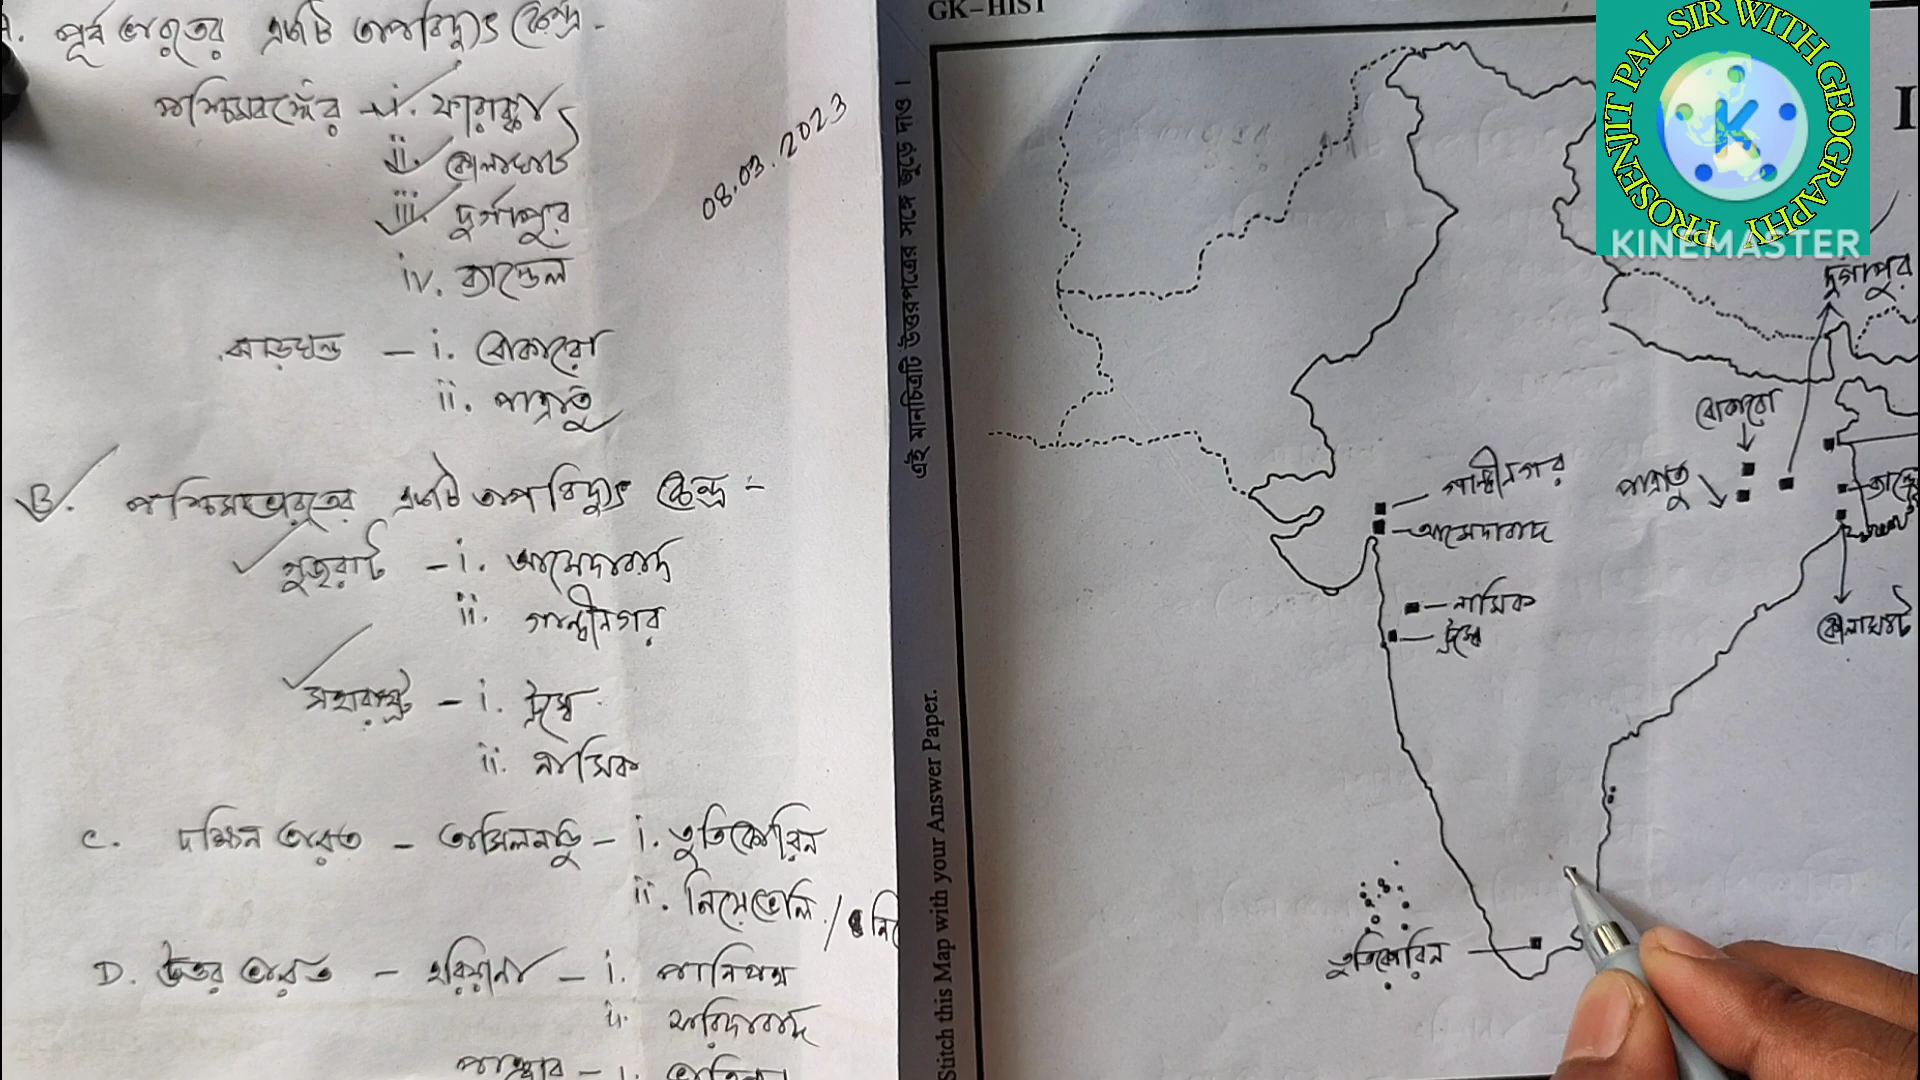 A. পূর্ব ভারতের একটি তাপবিদ্যুৎ কেন্দ্র -
পশ্চিমবঙ্গের - i. ফারাক্কা
ii. কোলাঘাট
iii. দুর্গাপুর
iv. ব্যান্ডেল
08.03.2023
ঝাড়খন্ড - i. বোকারো
ii. পাত্রাতু
B. পশ্চিমভারতের একটি তাপবিদ্যুৎ কেন্দ্র -
গুজরাট - i. আমেদাবাদ
ii. গান্ধীনগর
মহারাষ্ট্র - i. ট্রম্বে
ii. নাসিক
C. দক্ষিন ভারত - তামিলনাড়ু - i. তুতিকোরিন
ii. নিয়েভেলি /
D. উত্তর ভারত - হরিয়ানা - i. পানিপথ
ii. ফরিদাবাদ
পাঞ্জাব - i.
GK-HIST
এই মানচিত্রটি উত্তরপত্রের সঙ্গে জুড়ে দাও।
Stitch this Map with your Answer Paper.
I
PROSENJIT PAL SIR WITH GEOGRAPHY
K
KINEMASTER
দুর্গাপুর
বোকারো
পাত্রাতু
গান্ধীনগর
আমেদাবাদ
নাসিক
ট্রম্বে
কোলাঘাট
তুতিকোরিন